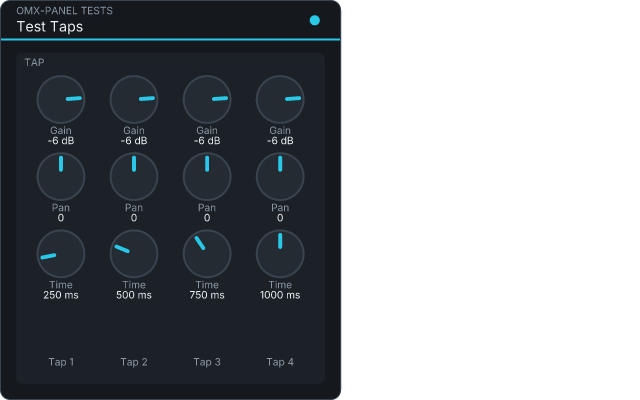 OMX-PANEL TESTS
Test Taps
TAP
Gain Gain Gain Gain
-6 dB -6 dB -6 dB -6 dB
Pan Pan Pan Pan
0 0 0 0
Time Time Time Time
250 ms 500 ms 750 ms 1000 ms
Tap 1 Tap 2 Tap 3 Tap 4